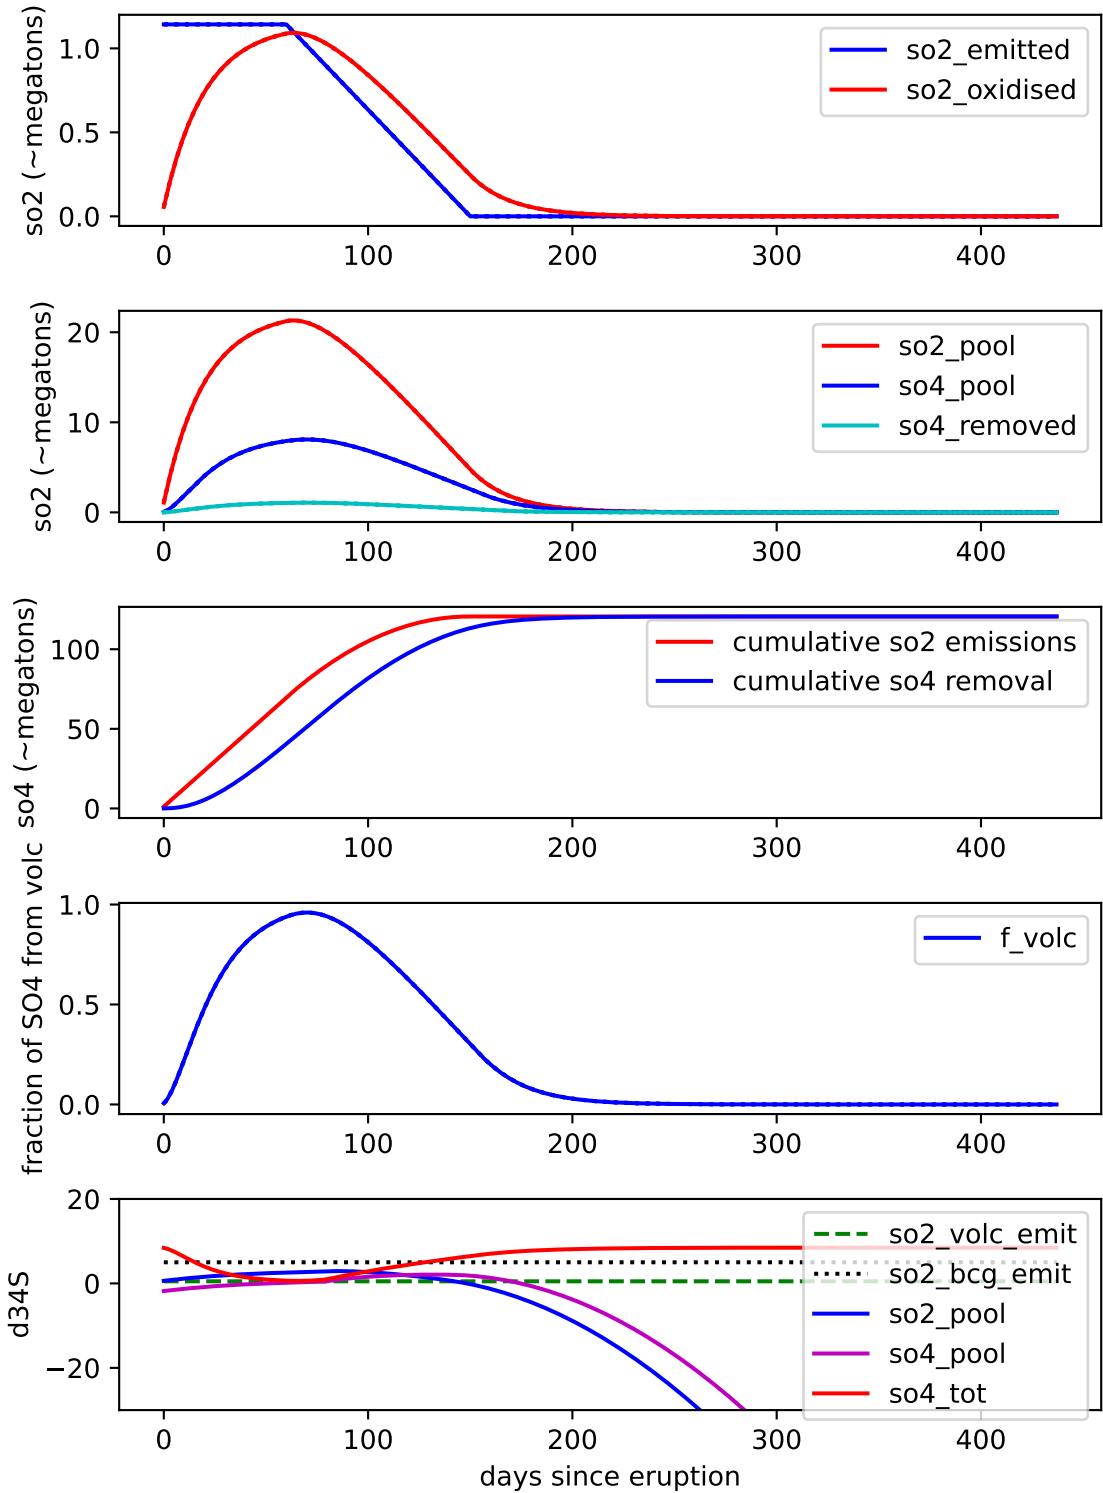 so2 (~megatons)
1.0
0.5
0.0
so2_emitted
so2_oxidised
0 100 200 300 400
so2 (~megatons)
20
10
0
so2_pool
so4_pool
so4_removed
0 100 200 300 400
so4 (~megatons)
100
50
0
cumulative so2 emissions
cumulative so4 removal
0 100 200 300 400
fraction of SO4 from volc
1.0
0.5
0.0
f_volc
0 100 200 300 400
d34S
20
0
−20
so2_volc_emit
so2_bcg_emit
so2_pool
so4_pool
so4_tot
0 100 200 300 400
days since eruption